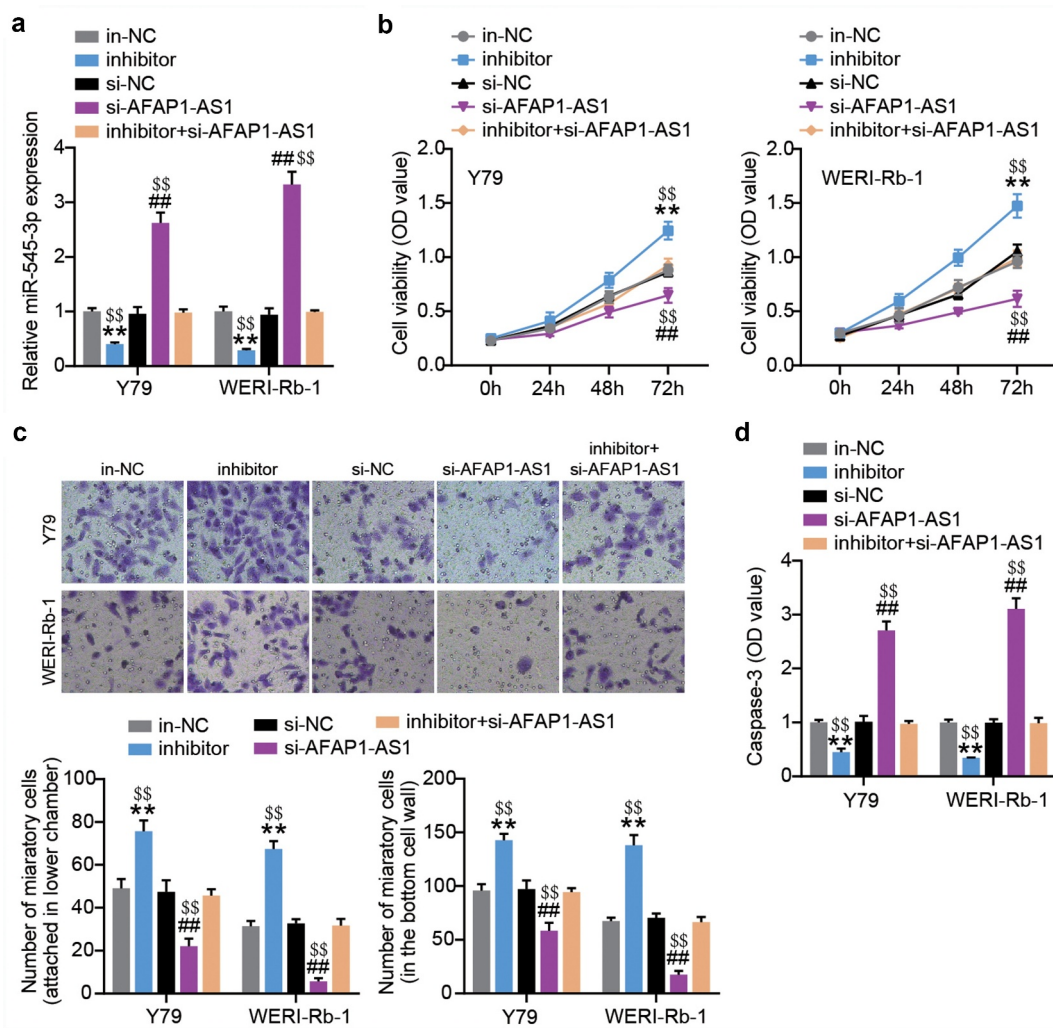 a
in-NC
inhibitor
si-NC
si-AFAP1-AS1
inhibitor+si-AFAP1-AS1
Relative miR-545-3p expression
4
3
2
1
0
$$
**
$$
##
$$
**
## $$
Y79
WERI-Rb-1
b
in-NC
inhibitor
si-NC
si-AFAP1-AS1
inhibitor+si-AFAP1-AS1
Cell viability (OD value)
2.0
1.5
1.0
0.5
0.0
Y79
$$
**
$$
##
0h
24h
48h
72h
in-NC
inhibitor
si-NC
si-AFAP1-AS1
inhibitor+si-AFAP1-AS1
Cell viability (OD value)
2.0
1.5
1.0
0.5
0.0
WERI-Rb-1
$$
**
$$
##
0h
24h
48h
72h
c
in-NC
inhibitor
si-NC
si-AFAP1-AS1
inhibitor+
si-AFAP1-AS1
Y79
WERI-Rb-1
in-NC
inhibitor
si-NC
si-AFAP1-AS1
inhibitor+si-AFAP1-AS1
Number of miaratory cells
(attached in lower chamber)
100
80
60
40
20
0
$$
**
$$
##
$$
**
$$
##
Y79
WERI-Rb-1
Number of miaratory cells
(in the bottom cell wall)
200
150
100
50
0
$$
**
$$
##
$$
**
$$
##
Y79
WERI-Rb-1
d
in-NC
inhibitor
si-NC
si-AFAP1-AS1
inhibitor+si-AFAP1-AS1
Caspase-3 (OD value)
4
3
2
1
0
$$
**
$$
##
$$
**
$$
##
Y79
WERI-Rb-1